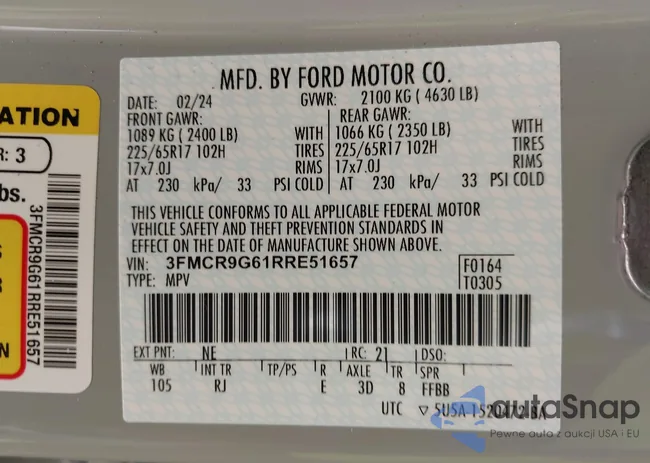 MFD. BY FORD MOTOR CO.
DATE: 02/24 GVWR: 2100 KG ( 4630 LB)
FRONT GAWR: REAR GAWR:
1089 KG ( 2400 LB) WITH 1066 KG ( 2350 LB) WITH
225/65R17 102H TIRES 225/65R17 102H TIRES
17x7.0J RIMS 17x7.0J RIMS
AT 230 kPa/ 33 PSI COLD AT 230 kPa/ 33 PSI COLD
THIS VEHICLE CONFORMS TO ALL APPLICABLE FEDERAL MOTOR
VEHICLE SAFETY AND THEFT PREVENTION STANDARDS IN
EFFECT ON THE DATE OF MANUFACTURE SHOWN ABOVE.
VIN: 3FMCR9G61RRE51657 F0164
TYPE: MPV T0305
EXT PNT: NE RC: 21 DSO:
WB INT TR TP/PS R AXLE TR SPR
105 RJ E 3D 8 FFBB
UTC ▽ 5U5A 1520472 BA
ATION
R: 3
bs.
3FMCR9G61RRE51657
N
autaSnap
Pewne auta z aukcji USA i EU